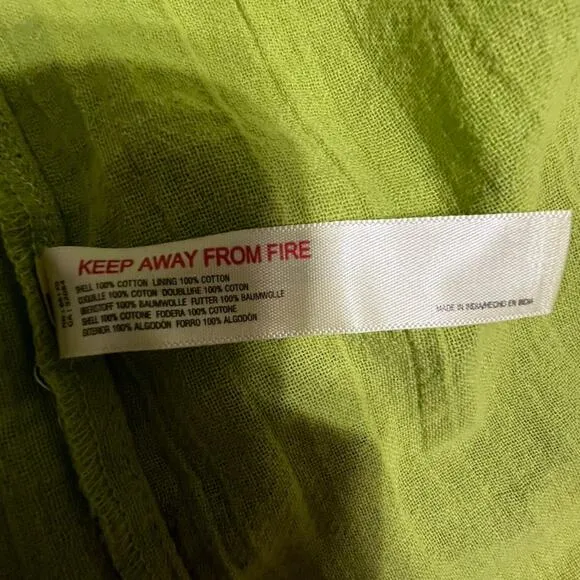 KEEP AWAY FROM FIRE
SHELL 100% COTTON LINING 100% COTTON
COQUILLE 100% COTON DOUBLURE 100% COTON
OBERSTOFF 100% BAUMWOLLE FUTTER 100% BAUMWOLLE
SHELL 100% COTONE FODERA 100% COTONE
EXTERIOR 100% ALGODÓN FORRO 100% ALGODÓN
MADE IN INDIA/HECHO EN INDIA